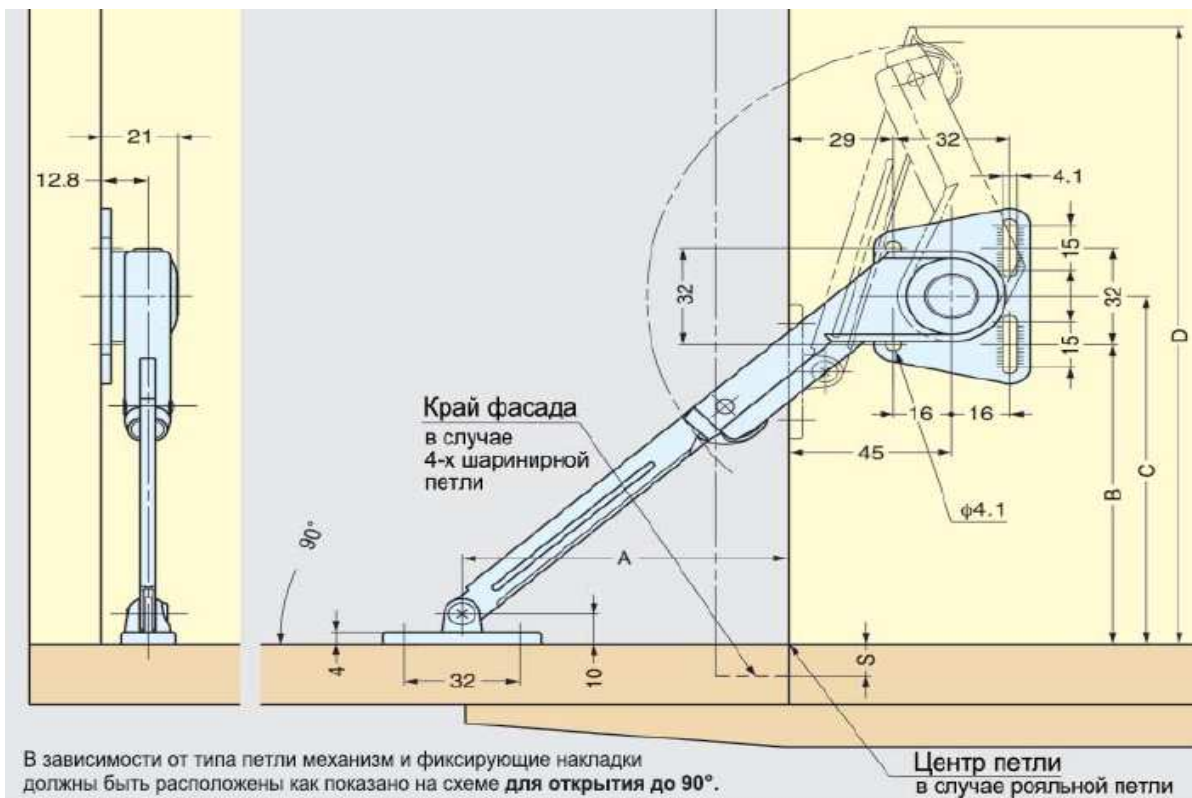 21
12.8
29
32
4.1
15
32
32
15
D
Край фасада
в случае
4-х шаринирной
петли
16
16
45
B
C
φ4.1
90°
A
4
32
10
S
В зависимости от типа петли механизм и фиксирующие накладки
должны быть расположены как показано на схеме для открытия до 90°.
Центр петли
в случае рояльной петли